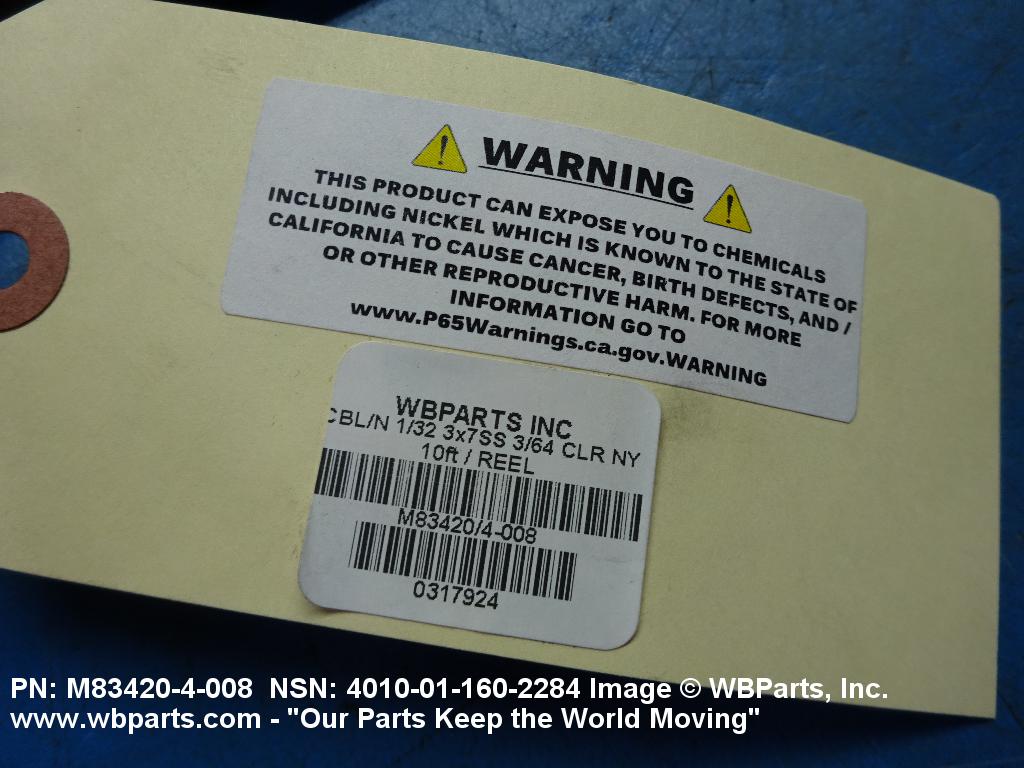 WARNING
THIS PRODUCT CAN EXPOSE YOU TO CHEMICALS
INCLUDING NICKEL WHICH IS KNOWN TO THE STATE OF
CALIFORNIA TO CAUSE CANCER, BIRTH DEFECTS, AND /
OR OTHER REPRODUCTIVE HARM. FOR MORE
INFORMATION GO TO
www.P65Warnings.ca.gov.WARNING
WBPARTS INC
CBL/N 1/32 3x7SS 3/64 CLR NY
10ft / REEL
M83420/4-008
0317924
PN: M83420-4-008 NSN: 4010-01-160-2284 Image © WBParts, Inc.
www.wbparts.com - "Our Parts Keep the World Moving"